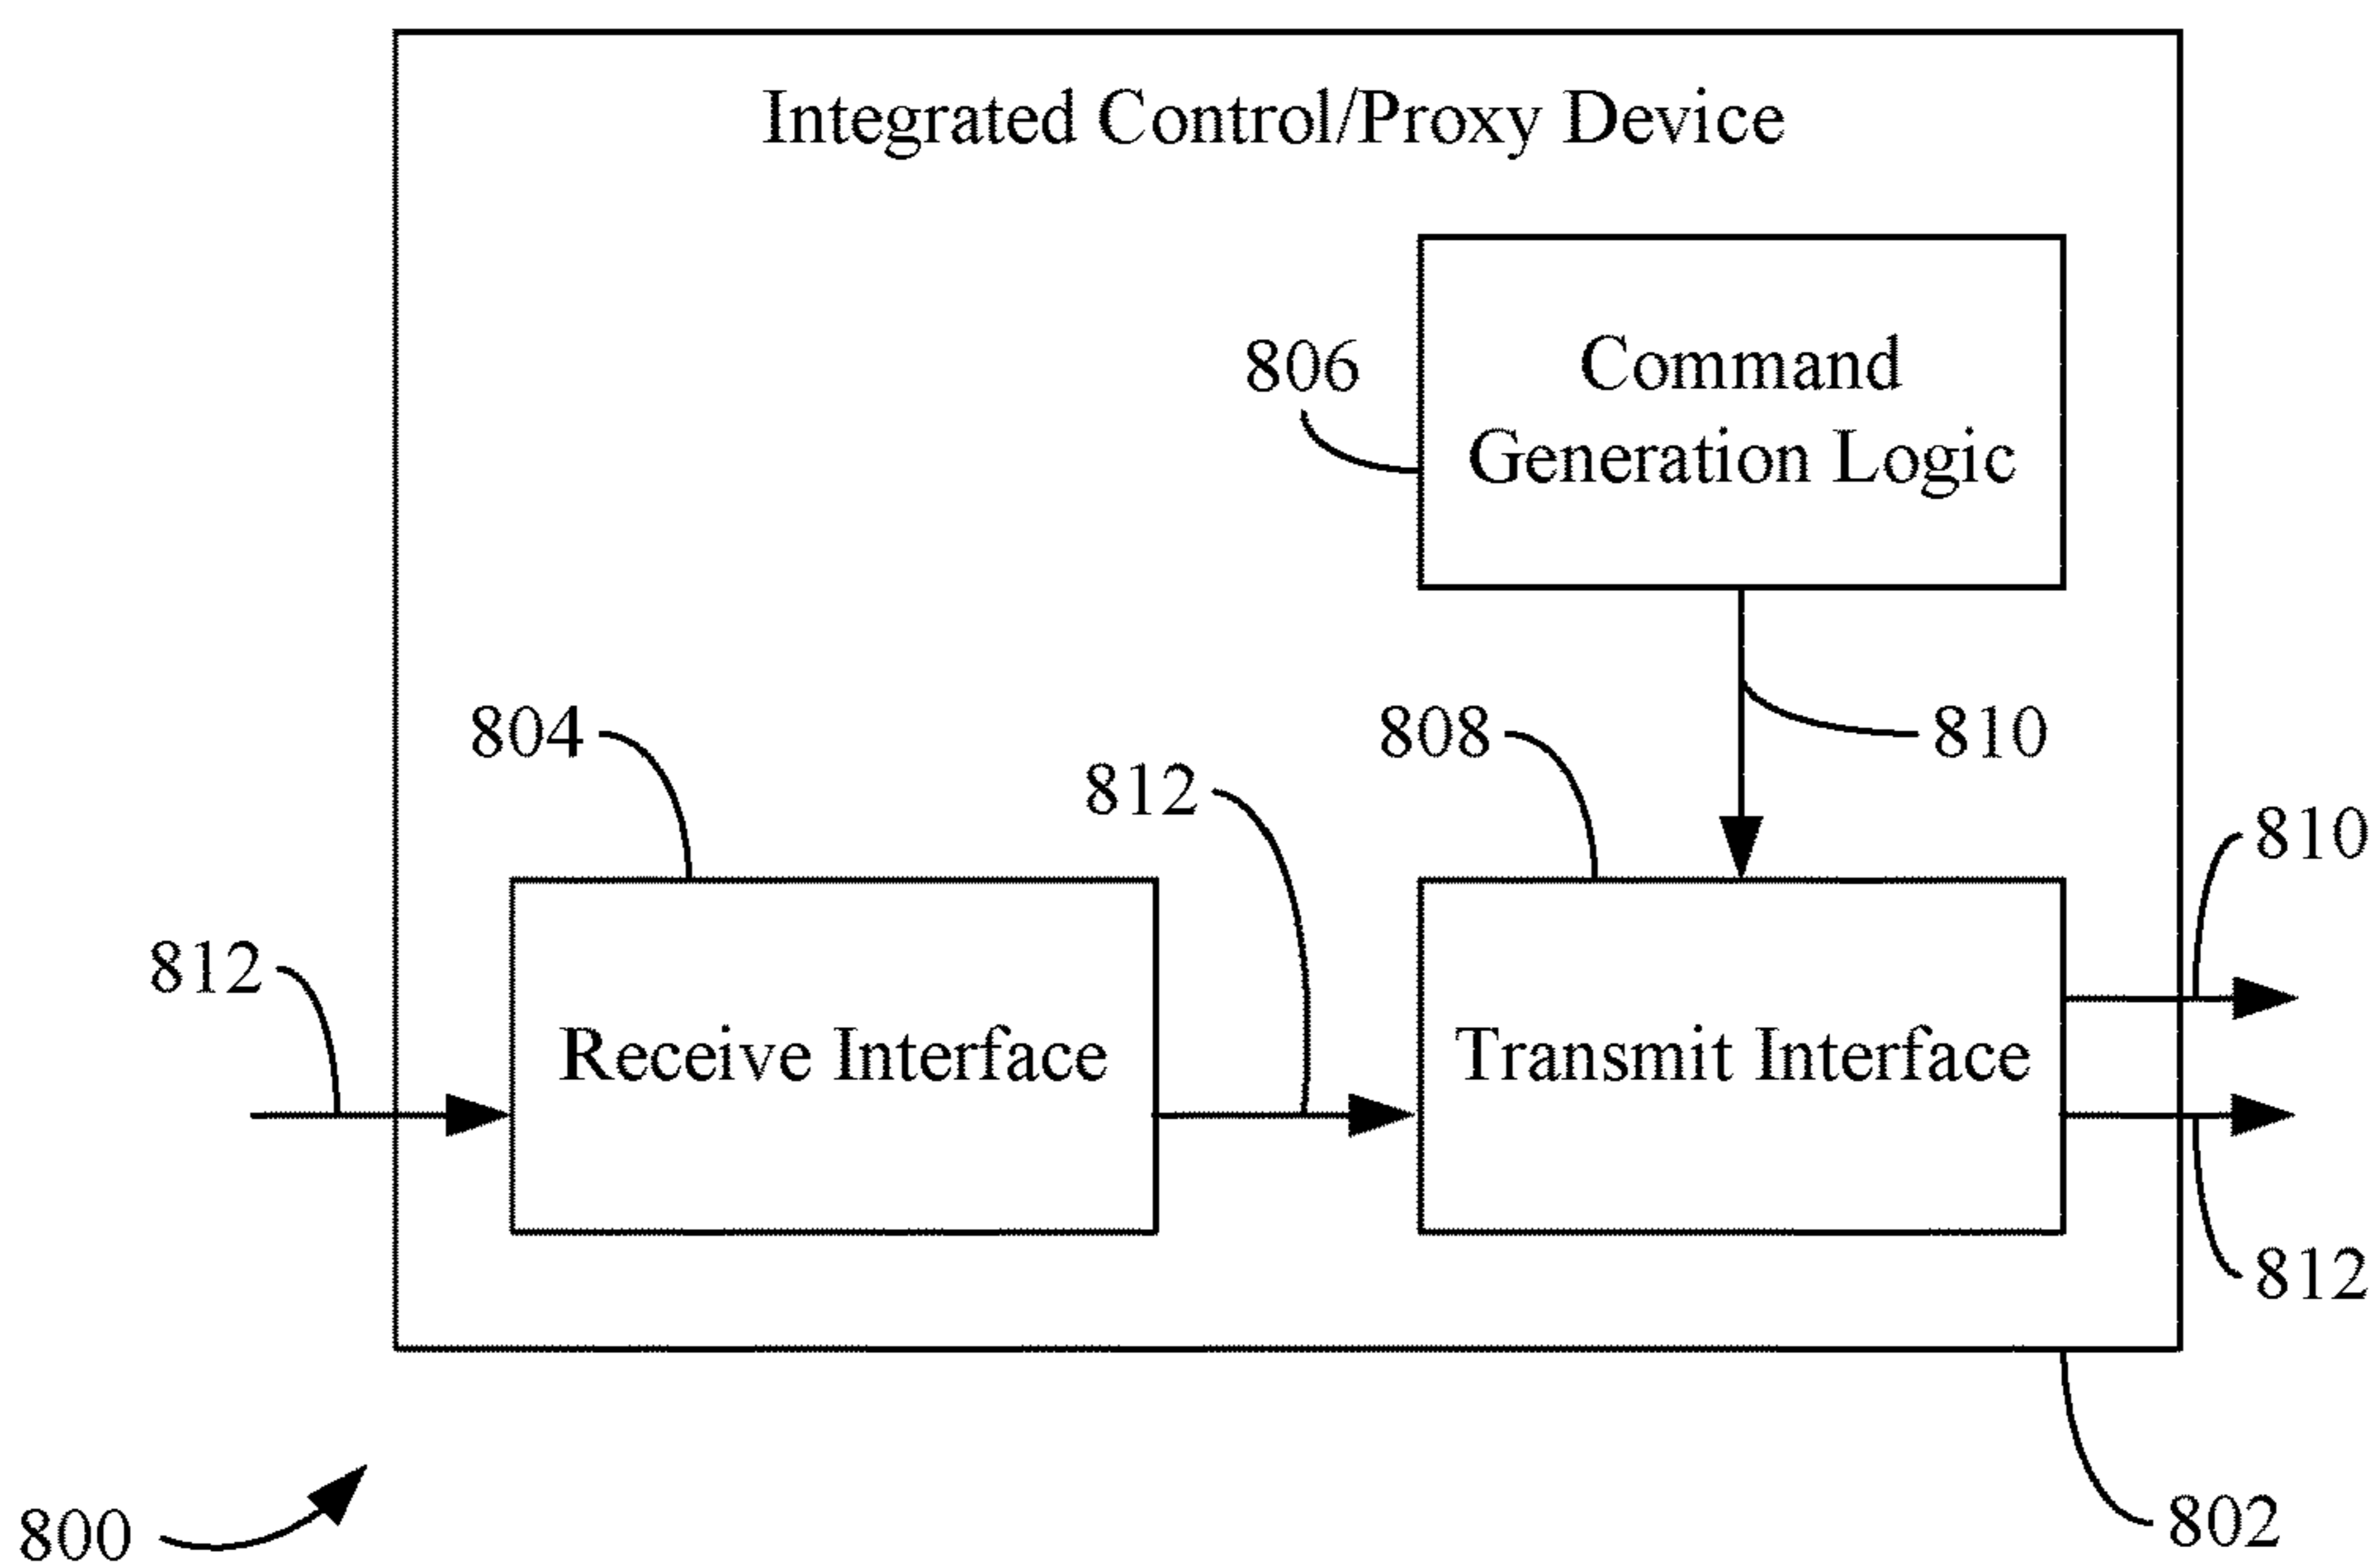 Integrated Control/Proxy Device
806
Command
Generation Logic
804
808
810
812
810
812
Receive Interface
Transmit Interface
812
800
802